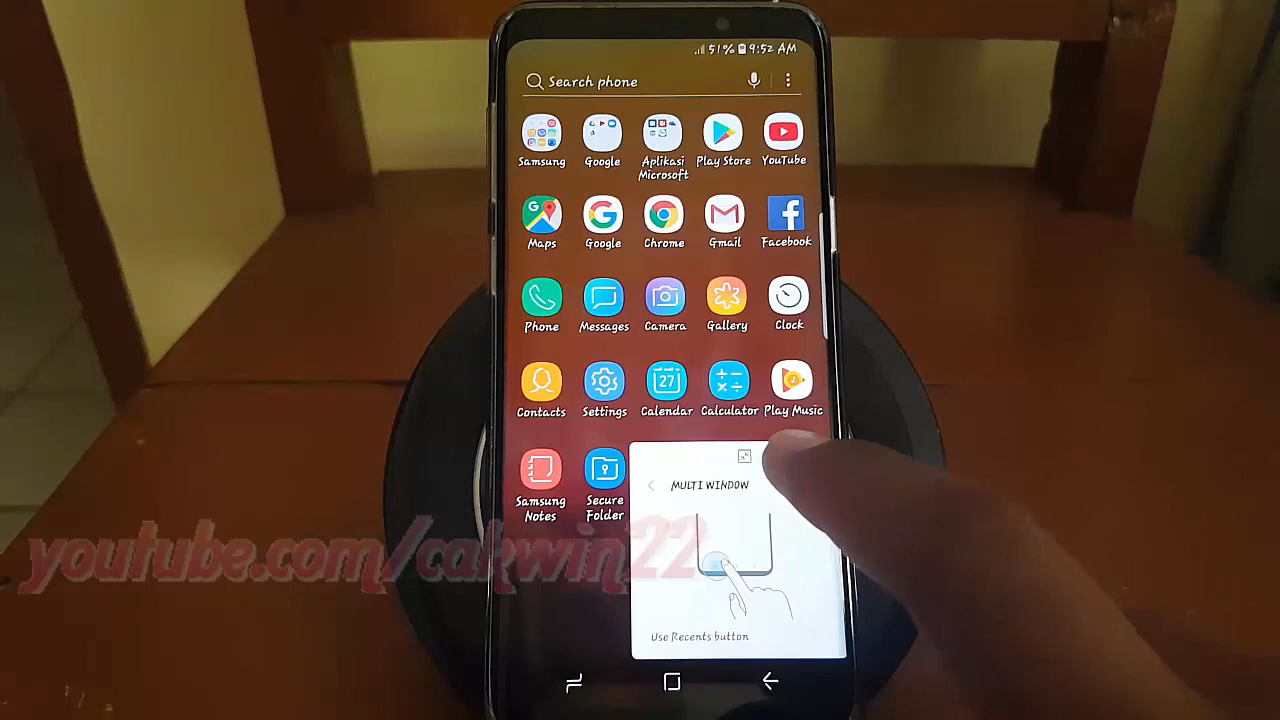 51% 9:52 AM
Search phone
Samsung Google Aplikasi Microsoft Play Store YouTube
Maps Google Chrome Gmail Facebook
Phone Messages Camera Gallery Clock
27
Contacts Settings Calendar Calculator Play Music
Samsung Notes Secure Folder
MULTI WINDOW
Use Recents button
youtube.com/cakwin22